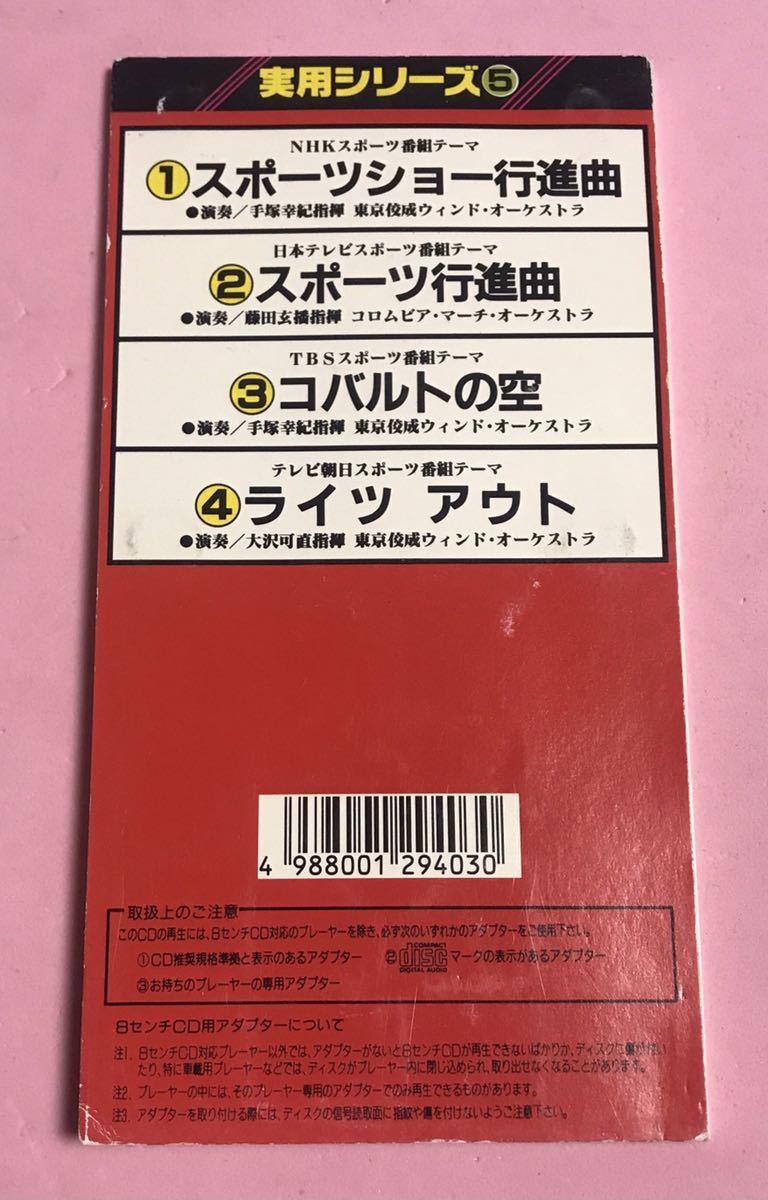 実用シリーズ⑤
NHKスポーツ番組テーマ
①スポーツショー行進曲
●演奏/手塚幸紀指揮 東京佼成ウィンド・オーケストラ
日本テレビスポーツ番組テーマ
②スポーツ行進曲
●演奏/藤田玄播指揮 コロムビア・マーチ・オーケストラ
TBSスポーツ番組テーマ
③コバルトの空
●演奏/手塚幸紀指揮 東京佼成ウィンド・オーケストラ
テレビ朝日スポーツ番組テーマ
④ライツ アウト
●演奏/大沢可直指揮 東京佼成ウィンド・オーケストラ
4 988001 294030
取扱上のご注意
このCDの再生には、8センチCD対応のプレーヤーを除き、必ず次のいずれかのアダプターをご使用下さい。
①CD推奨規格準拠と表示のあるアダプター ②COMPACT disc DIGITAL AUDIO マークの表示があるアダプター
③お持ちのプレーヤーの専用アダプター
8センチCD用アダプターについて
注1. 8センチCD対応プレーヤー以外では、アダプターがないと8センチCDが再生できないばかりか、ディスクに傷が付い
たり、特に車載用プレーヤーなどでは、ディスクがプレーヤー内に閉じ込められ、取り出せなくなることがあります。
注2. プレーヤーの中には、そのプレーヤー専用のアダプターでのみ再生できるものがあります。
注3. アダプターを取り付ける際には、ディスクの信号読取面に指紋や傷を付けないようご注意下さい。